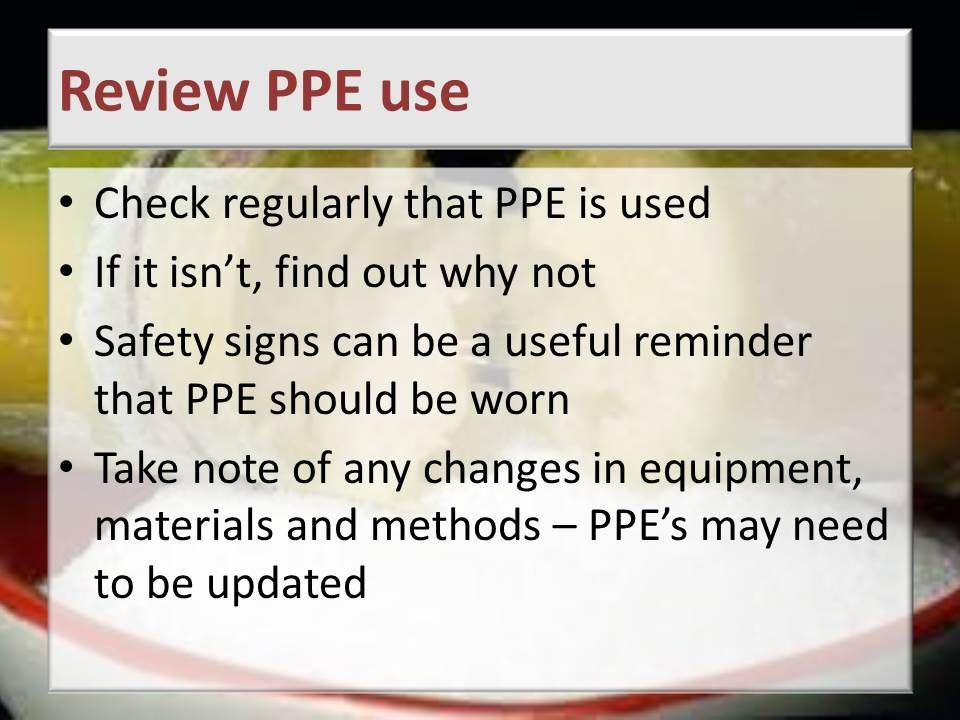 Review PPE use
• Check regularly that PPE is used
• If it isn’t, find out why not
• Safety signs can be a useful reminder
that PPE should be worn
• Take note of any changes in equipment,
materials and methods – PPE’s may need
to be updated